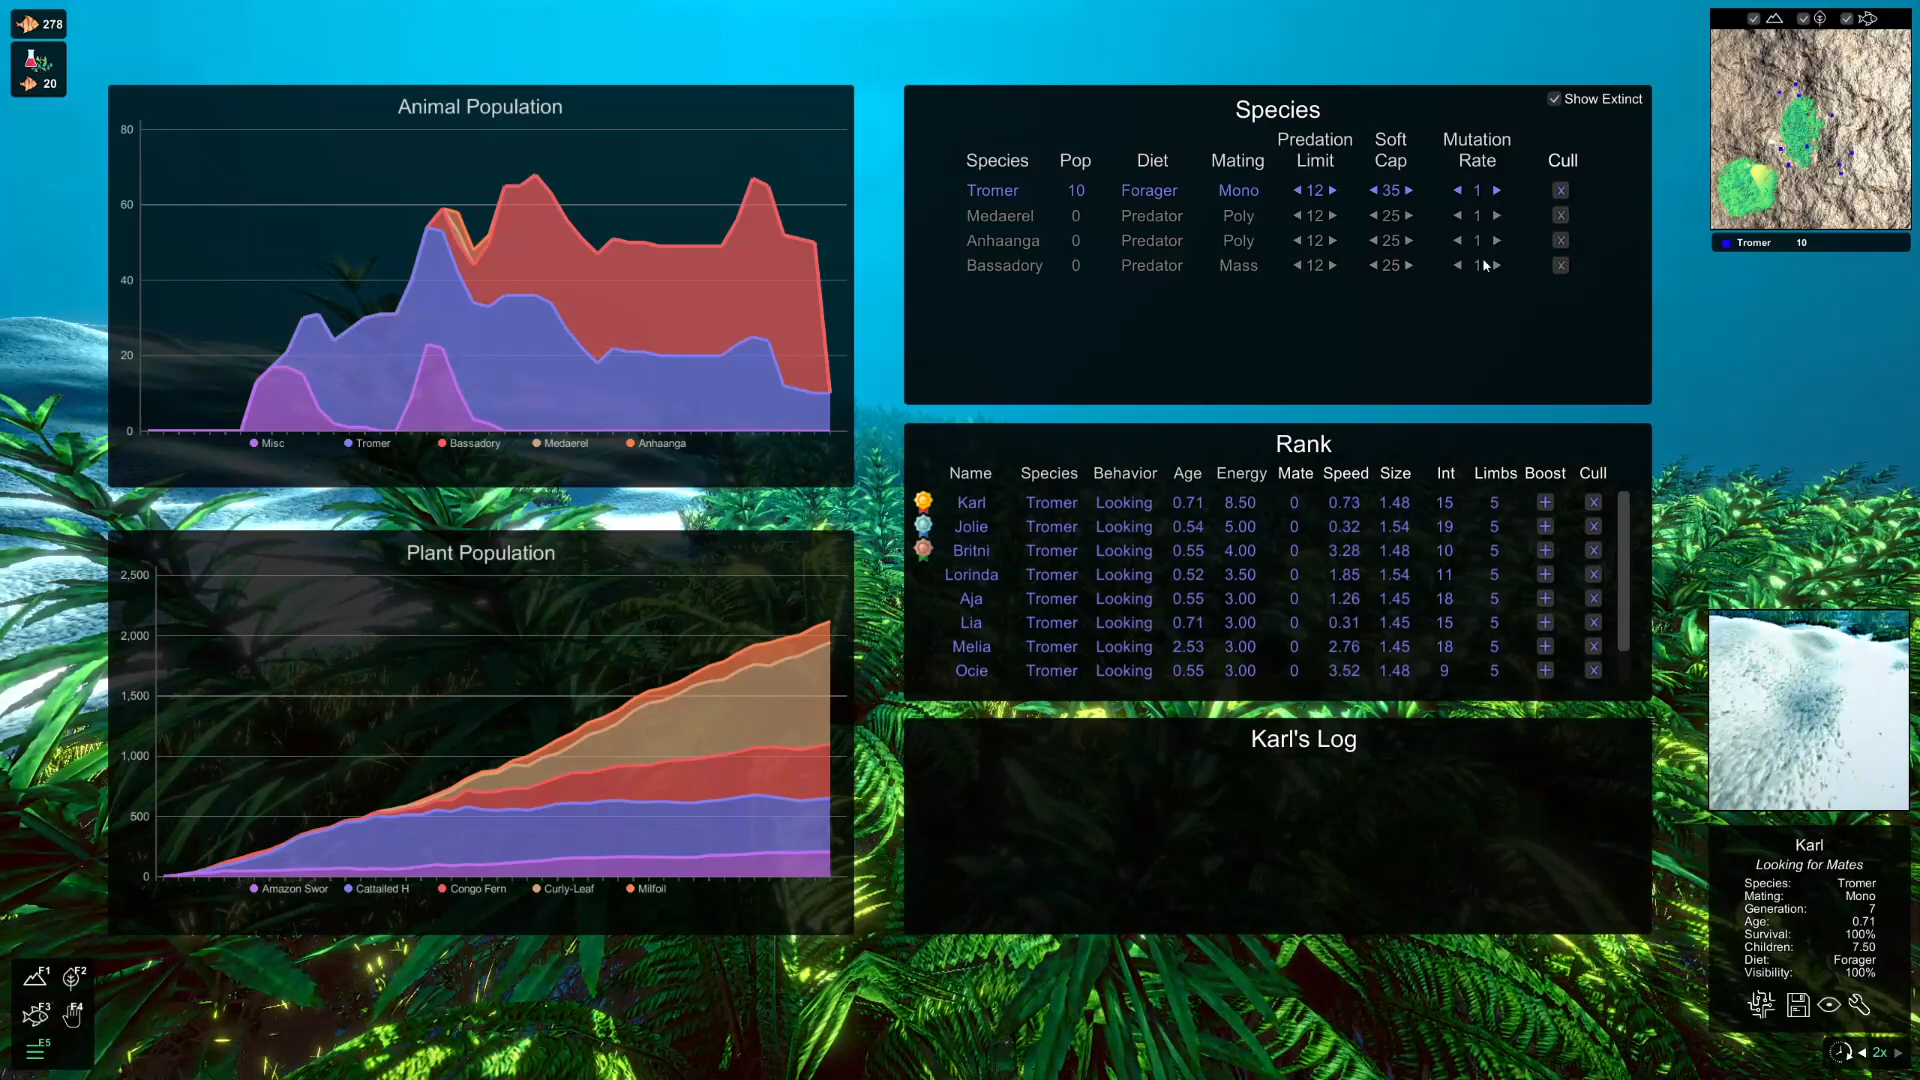 278
20
Animal Population
80
60
40
20
0
Misc Tromer Bassadory Medaerel Anhaanga
Plant Population
2,500
2,000
1,500
1,000
500
0
Amazon Swor Cattailed H Congo Fern Curly-Leaf Milfoil
Show Extinct
Species
Species Pop Diet Mating Predation Limit Soft Cap Mutation Rate Cull
Tromer 10 Forager Mono 12 35 1 X
Medaerel 0 Predator Poly 12 25 1 X
Anhaanga 0 Predator Poly 12 25 1 X
Bassadory 0 Predator Mass 12 25 1 X
Rank
Name Species Behavior Age Energy Mate Speed Size Int Limbs Boost Cull
Karl Tromer Looking 0.71 8.50 0 0.73 1.48 15 5 + X
Jolie Tromer Looking 0.54 5.00 0 0.32 1.54 19 5 + X
Britni Tromer Looking 0.55 4.00 0 3.28 1.48 10 5 + X
Lorinda Tromer Looking 0.52 3.50 0 1.85 1.54 11 5 + X
Aja Tromer Looking 0.55 3.00 0 1.26 1.45 18 5 + X
Lia Tromer Looking 0.71 3.00 0 0.31 1.45 15 5 + X
Melia Tromer Looking 2.53 3.00 0 2.76 1.45 18 5 + X
Ocie Tromer Looking 0.55 3.00 0 3.52 1.48 9 5 + X
Karl's Log
Tromer 10
Karl
Looking for Mates
Species: Tromer
Mating: Mono
Generation: 7
Age: 0.71
Survival: 100%
Children: 7.50
Diet: Forager
Visibility: 100%
F1 F2
F3 F4
F5
2x